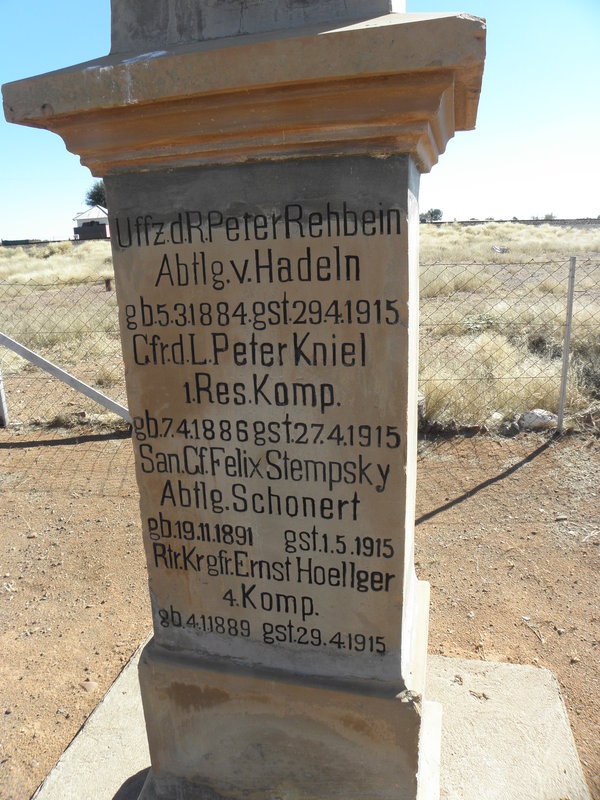 Uffz.d.R.Peter Rehbein
Abtlg.v.Hadeln
gb.5.3.1884.gst.29.4.1915
Gfr.d.L.Peter Kniel
1.Res.Komp.
gb.7.4.1886 gst.27.4.1915
San.Gf.Felix Stempsky
Abtlg.Schonert
gb.19.11.1891 gst.1.5.1915
Rtr.Krgfr.Ernst Hoellger
4.Komp.
gb.4.1.1889 gst.29.4.1915